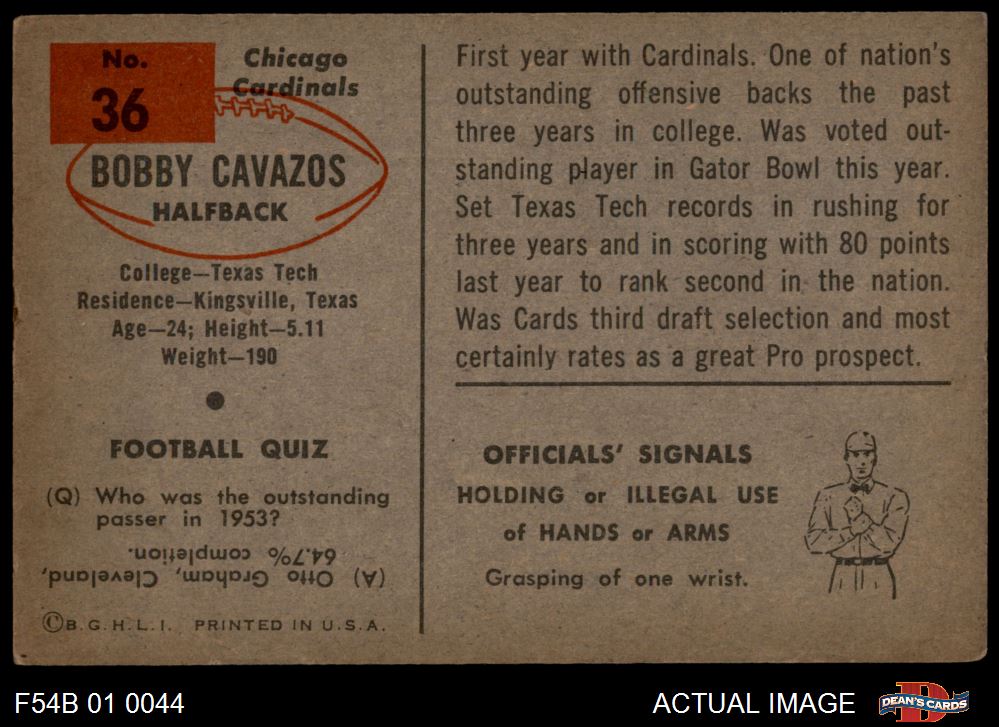 No.
36
Chicago
Cardinals
BOBBY CAVAZOS
HALFBACK
College—Texas Tech
Residence—Kingsville, Texas
Age—24; Height—5.11
Weight—190
FOOTBALL QUIZ
(Q) Who was the outstanding
passer in 1953?
(A) Otto Graham, Cleveland,
64.7% completion.
©B.G.H.L.I. PRINTED IN U.S.A.
First year with Cardinals. One of nation's
outstanding offensive backs the past
three years in college. Was voted out-
standing player in Gator Bowl this year.
Set Texas Tech records in rushing for
three years and in scoring with 80 points
last year to rank second in the nation.
Was Cards third draft selection and most
certainly rates as a great Pro prospect.
OFFICIALS' SIGNALS
HOLDING or ILLEGAL USE
of HANDS or ARMS
Grasping of one wrist.
F54B 01 0044
ACTUAL IMAGE
DEAN'S CARDS